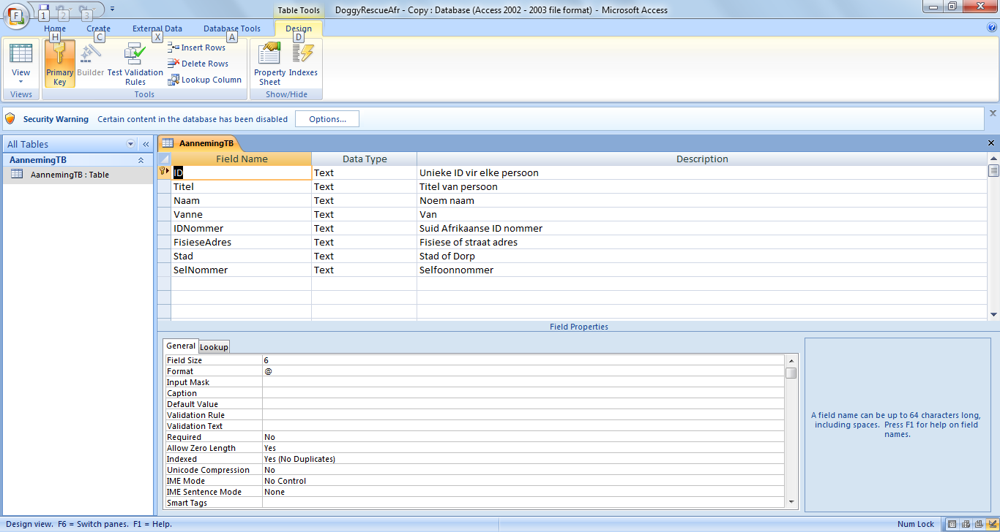 Table Tools DoggyRescueAfr - Copy : Database (Access 2002 - 2003 file format) - Microsoft Access
F 1 2 3
Home Create External Data Database Tools Design
H C X A D
View
Primary Key
Builder
Test Validation Rules
Insert Rows
Delete Rows
Lookup Column
Property Sheet
Indexes
Views Tools Show/Hide
Security Warning Certain content in the database has been disabled Options...
All Tables
AannemingTB
AannemingTB : Table
AannemingTB
Field Name Data Type Description
ID Text Unieke ID vir elke persoon
Titel Text Titel van persoon
Naam Text Noem naam
Vanne Text Van
IDNommer Text Suid Afrikaanse ID nommer
FisieseAdres Text Fisiese of straat adres
Stad Text Stad of Dorp
SelNommer Text Selfoonnommer
Field Properties
General Lookup
Field Size 6
Format @
Input Mask
Caption
Default Value
Validation Rule
Validation Text
Required No
Allow Zero Length Yes
Indexed Yes (No Duplicates)
Unicode Compression No
IME Mode No Control
IME Sentence Mode None
Smart Tags
A field name can be up to 64 characters long,
including spaces. Press F1 for help on field
names.
Design view. F6 = Switch panes. F1 = Help. Num Lock